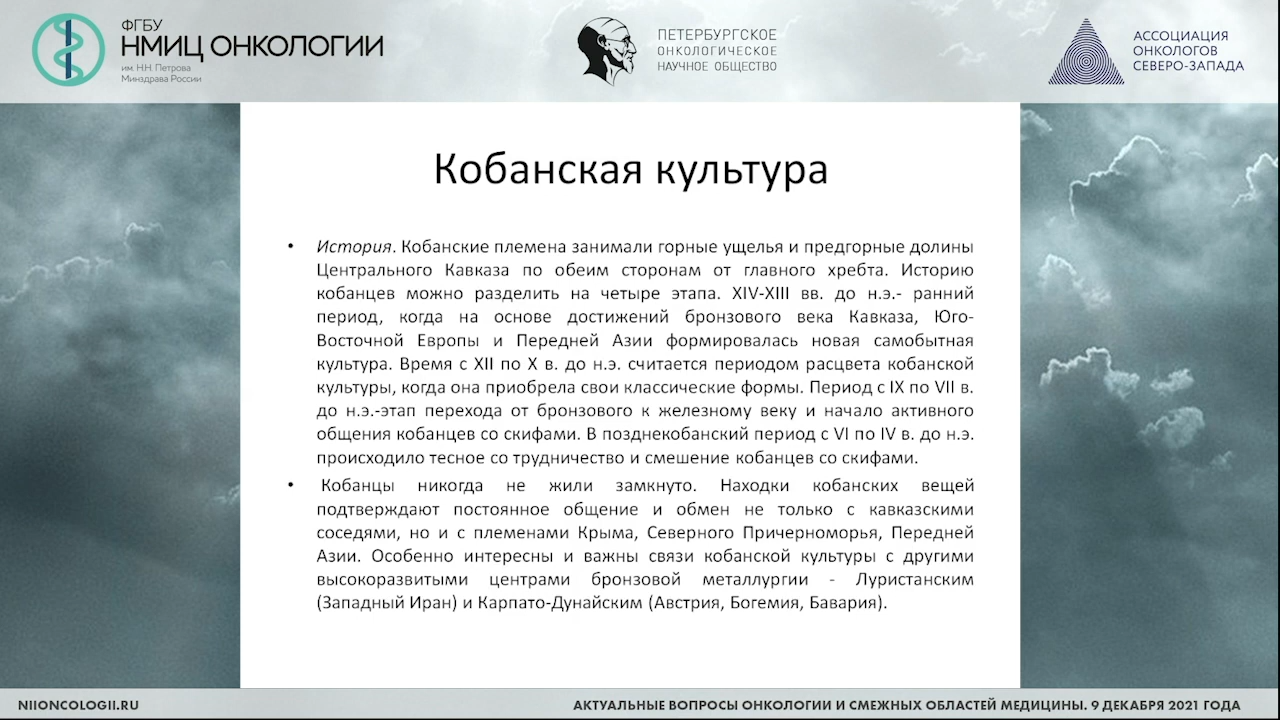 ФГБУ
НМИЦ ОНКОЛОГИИ
им. Н.Н. Петрова
Минздрава России
ПЕТЕРБУРГСКОЕ
ОНКОЛОГИЧЕСКОЕ
НАУЧНОЕ ОБЩЕСТВО
АССОЦИАЦИЯ
ОНКОЛОГОВ
СЕВЕРО-ЗАПАДА
Кобанская культура
• История. Кобанские племена занимали горные ущелья и предгорные долины
Центрального Кавказа по обеим сторонам от главного хребта. Историю
кобанцев можно разделить на четыре этапа. XIV-XIII вв. до н.э.- ранний
период, когда на основе достижений бронзового века Кавказа, Юго-
Восточной Европы и Передней Азии формировалась новая самобытная
культура. Время с XII по X в. до н.э. считается периодом расцвета кобанской
культуры, когда она приобрела свои классические формы. Период с IX по VII в.
до н.э.-этап перехода от бронзового к железному веку и начало активного
общения кобанцев со скифами. В позднекобанский период с VI по IV в. до н.э.
происходило тесное со трудничество и смешение кобанцев со скифами.
• Кобанцы никогда не жили замкнуто. Находки кобанских вещей
подтверждают постоянное общение и обмен не только с кавказскими
соседями, но и с племенами Крыма, Северного Причерноморья, Передней
Азии. Особенно интересны и важны связи кобанской культуры с другими
высокоразвитыми центрами бронзовой металлургии - Луристанским
(Западный Иран) и Карпато-Дунайским (Австрия, Богемия, Бавария).
NIIONCOLOGII.RU
АКТУАЛЬНЫЕ ВОПРОСЫ ОНКОЛОГИИ И СМЕЖНЫХ ОБЛАСТЕЙ МЕДИЦИНЫ. 9 ДЕКАБРЯ 2021 ГОДА